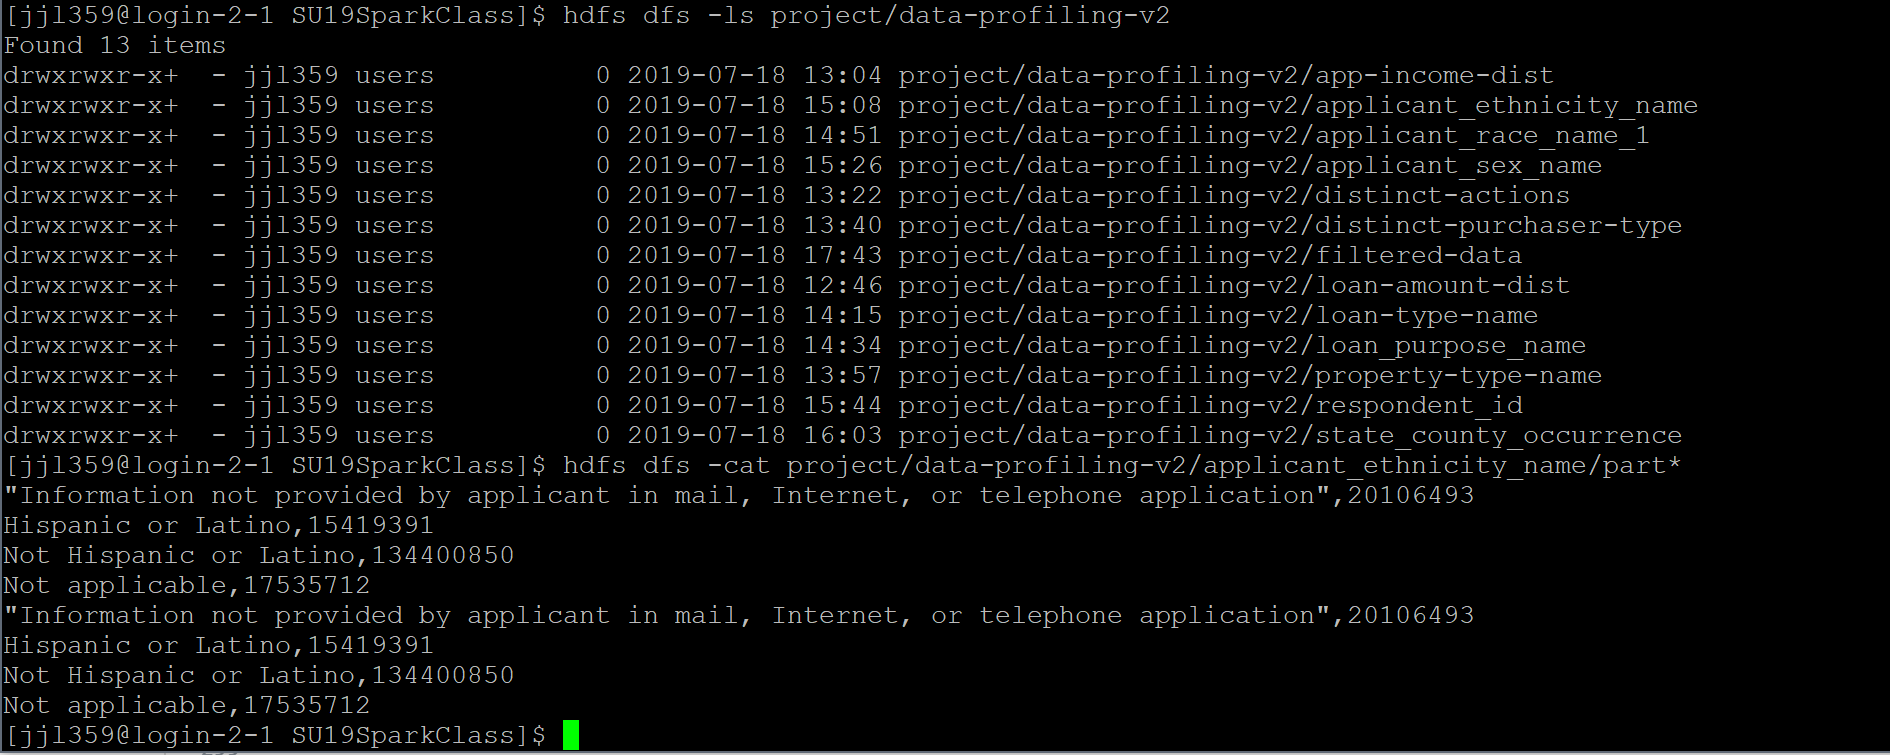 [jjl359@login-2-1 SU19SparkClass]$ hdfs dfs -ls project/data-profiling-v2
Found 13 items
drwxrwxr-x+  - jjl359 users          0 2019-07-18 13:04 project/data-profiling-v2/app-income-dist
drwxrwxr-x+  - jjl359 users          0 2019-07-18 15:08 project/data-profiling-v2/applicant_ethnicity_name
drwxrwxr-x+  - jjl359 users          0 2019-07-18 14:51 project/data-profiling-v2/applicant_race_name_1
drwxrwxr-x+  - jjl359 users          0 2019-07-18 15:26 project/data-profiling-v2/applicant_sex_name
drwxrwxr-x+  - jjl359 users          0 2019-07-18 13:22 project/data-profiling-v2/distinct-actions
drwxrwxr-x+  - jjl359 users          0 2019-07-18 13:40 project/data-profiling-v2/distinct-purchaser-type
drwxrwxr-x+  - jjl359 users          0 2019-07-18 17:43 project/data-profiling-v2/filtered-data
drwxrwxr-x+  - jjl359 users          0 2019-07-18 12:46 project/data-profiling-v2/loan-amount-dist
drwxrwxr-x+  - jjl359 users          0 2019-07-18 14:15 project/data-profiling-v2/loan-type-name
drwxrwxr-x+  - jjl359 users          0 2019-07-18 14:34 project/data-profiling-v2/loan_purpose_name
drwxrwxr-x+  - jjl359 users          0 2019-07-18 13:57 project/data-profiling-v2/property-type-name
drwxrwxr-x+  - jjl359 users          0 2019-07-18 15:44 project/data-profiling-v2/respondent_id
drwxrwxr-x+  - jjl359 users          0 2019-07-18 16:03 project/data-profiling-v2/state_county_occurrence
[jjl359@login-2-1 SU19SparkClass]$ hdfs dfs -cat project/data-profiling-v2/applicant_ethnicity_name/part*
"Information not provided by applicant in mail, Internet, or telephone application",20106493
Hispanic or Latino,15419391
Not Hispanic or Latino,134400850
Not applicable,17535712
"Information not provided by applicant in mail, Internet, or telephone application",20106493
Hispanic or Latino,15419391
Not Hispanic or Latino,134400850
Not applicable,17535712
[jjl359@login-2-1 SU19SparkClass]$